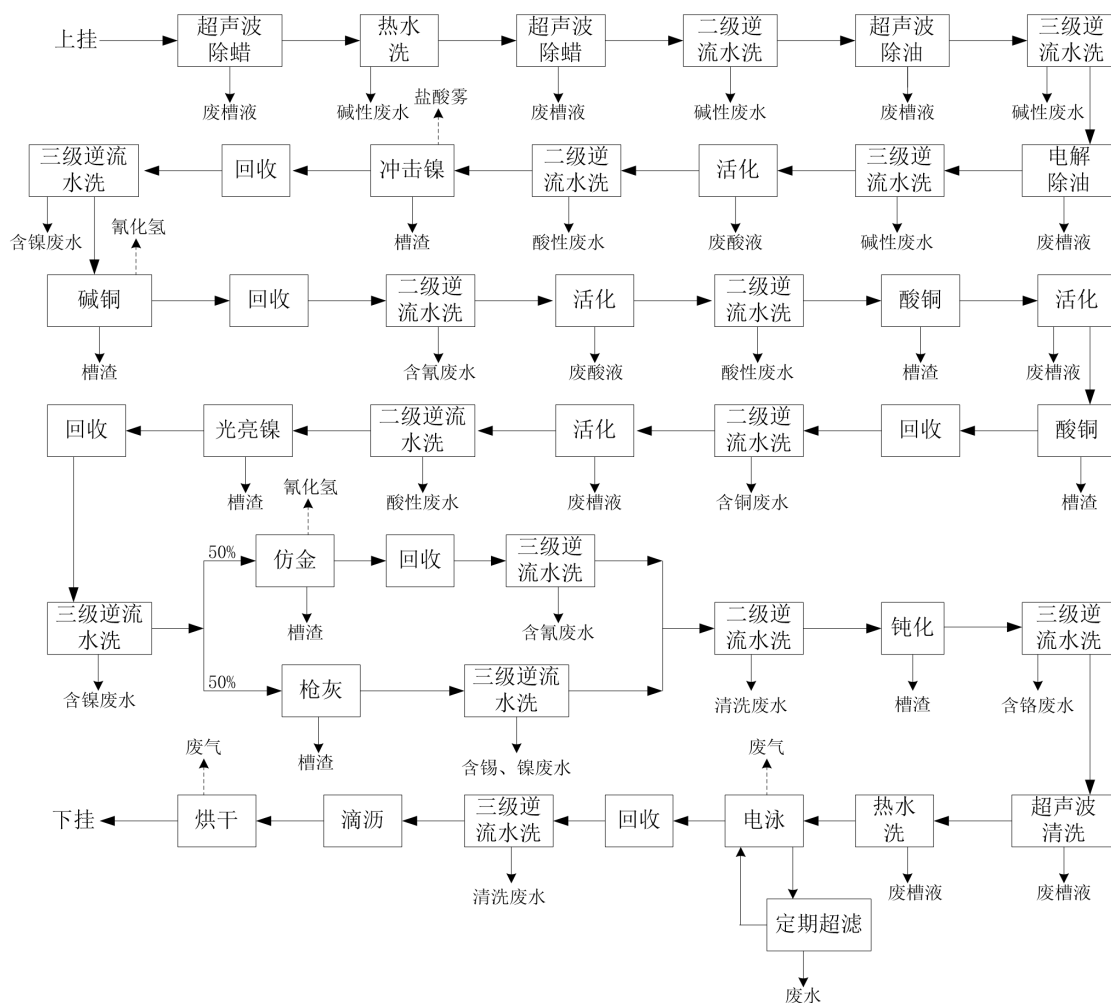 上挂
超声波
除蜡
热水
洗
超声波
除蜡
二级逆
流水洗
超声波
除油
三级逆
流水洗
废槽液
碱性废水
盐酸雾
废槽液
碱性废水
废槽液
碱性废水
三级逆流
水洗
回收
冲击镍
二级逆
流水洗
活化
三级逆
流水洗
电解
除油
含镍废水
氰化氢
槽渣
酸性废水
废酸液
碱性废水
废槽液
碱铜
回收
二级逆
流水洗
活化
二级逆
流水洗
酸铜
活化
槽渣
含氰废水
废酸液
酸性废水
槽渣
废槽液
回收
光亮镍
二级逆流
水洗
活化
二级逆
流水洗
回收
酸铜
槽渣
氰化氢
酸性废水
废槽液
含铜废水
槽渣
50%
仿金
回收
三级逆
流水洗
槽渣
含氰废水
三级逆流
水洗
二级逆
流水洗
钝化
三级逆
流水洗
50%
枪灰
三级逆流
水洗
含镍废水
清洗废水
槽渣
含铬废水
废气
槽渣
含锡、镍废水
废气
下挂
烘干
滴沥
三级逆
流水洗
回收
电泳
热水
洗
超声波
清洗
清洗废水
废槽液
废槽液
定期超滤
废水